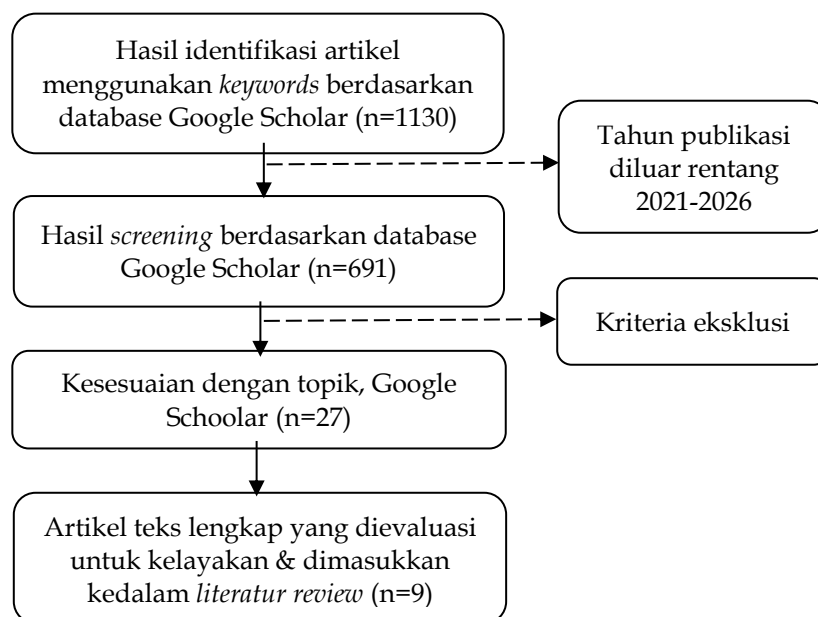 Hasil identifikasi artikel
menggunakan keywords berdasarkan
database Google Scholar (n=1130)
Tahun publikasi
diluar rentang
2021-2026
Hasil screening berdasarkan database
Google Scholar (n=691)
Kriteria eksklusi
Kesesuaian dengan topik, Google
Schoolar (n=27)
Artikel teks lengkap yang dievaluasi
untuk kelayakan & dimasukkan
kedalam literatur review (n=9)